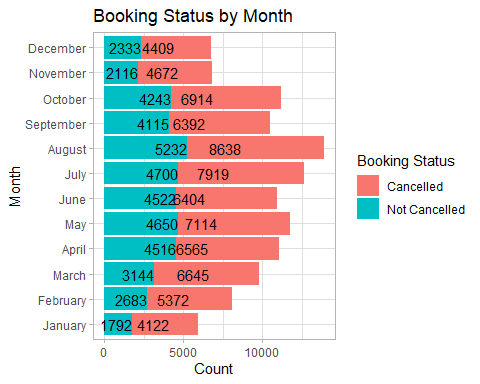 Booking Status by Month
December 2333 4409
November 2116 4672
October 4243 6914
September 4115 6392
August 5232 8638
July 4700 7919
June 4522 6404
May 4650 7114
April 4516 6565
March 3144 6645
February 2683 5372
January 1792 4122
0 5000 10000
Count
Month
Booking Status
Cancelled
Not Cancelled